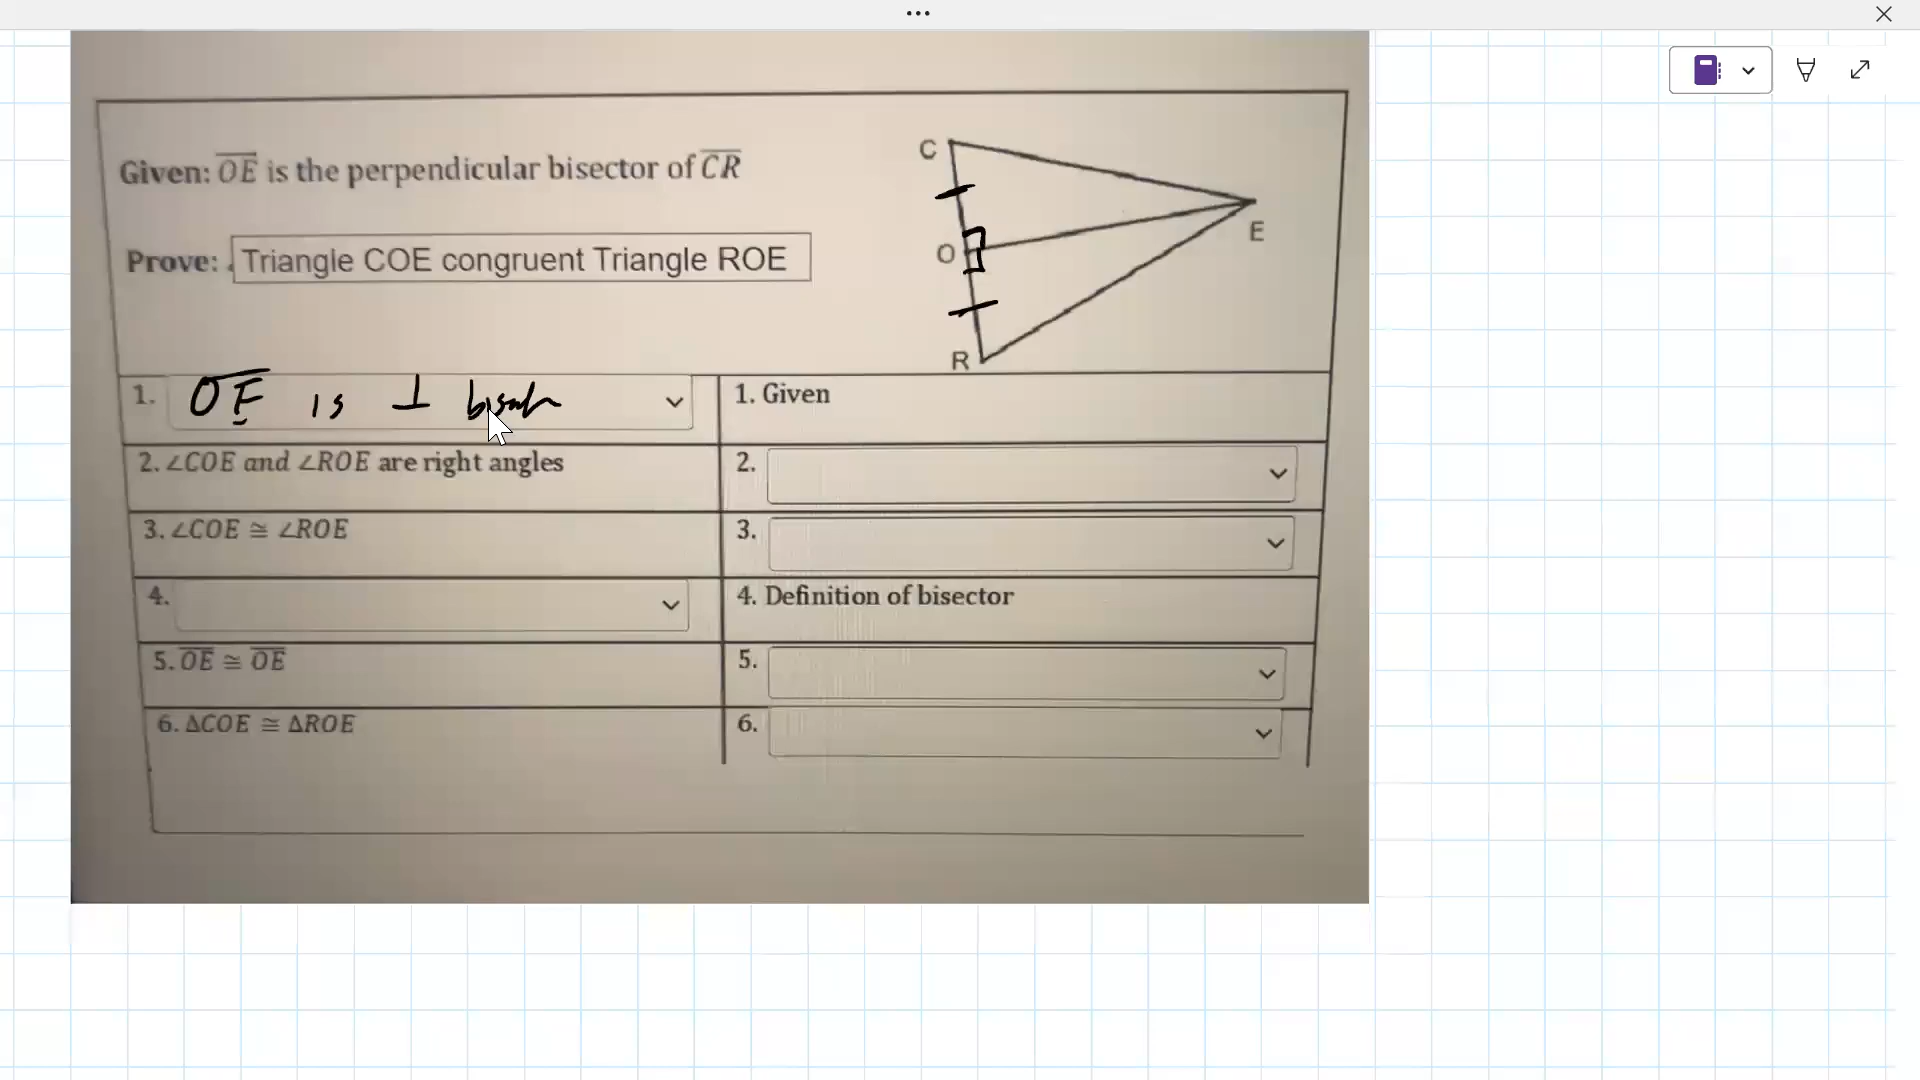 Given: OE is the perpendicular bisector of CR
Prove: Triangle COE congruent Triangle ROE
C
O
E
R
1. OE is ⊥
1. Given
2. ∠COE and ∠ROE are right angles
2.
3. ∠COE ≅ ∠ROE
3.
4.
4. Definition of bisector
5. OE ≅ OE
5.
6. ΔCOE ≅ ΔROE
6.